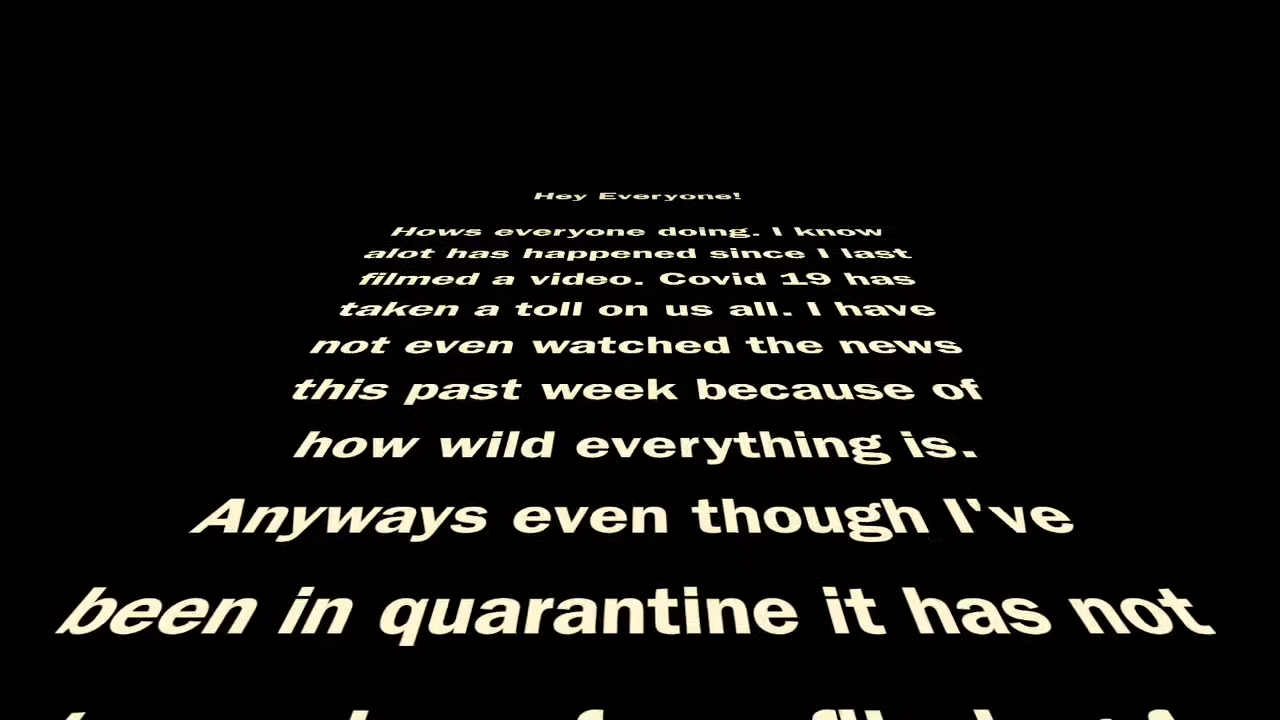 Hey Everyone!
Hows everyone doing. I know
alot has happened since I last
filmed a video. Covid 19 has
taken a toll on us all. I have
not even watched the news
this past week because of
how wild everything is.
Anyways even though I've
been in quarantine it has not